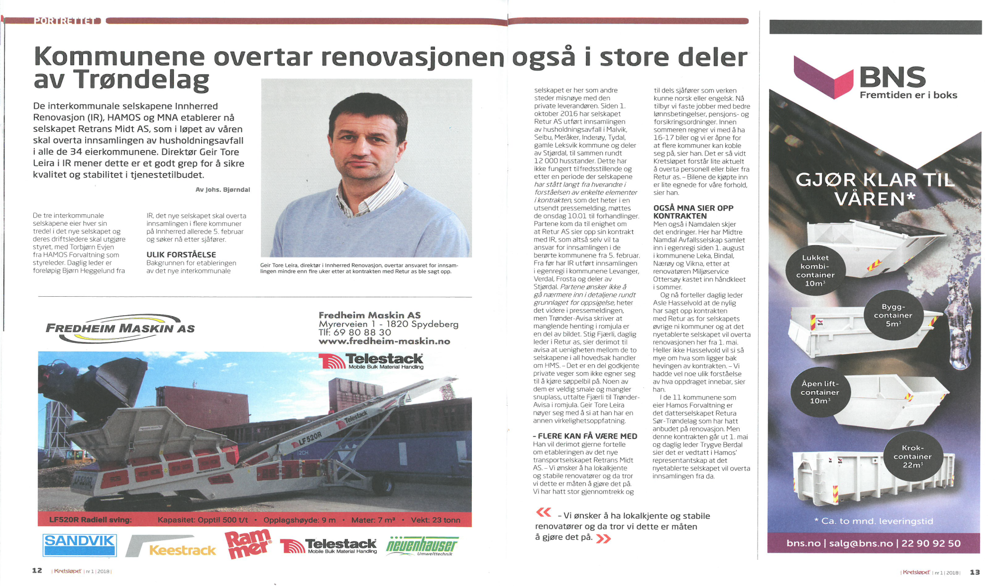 PORTRETTET
Kommunene overtar renovasjonen også i store deler
av Trøndelag
De interkommunale selskapene Innherred
Renovasjon (IR), HAMOS og MNA etablerer nå
selskapet Retrans Midt AS, som i løpet av våren
skal overta innsamlingen av husholdningsavfall
i alle de 34 eierkommunene. Direktør Geir Tore
Leira i IR mener dette er et godt grep for å sikre
kvalitet og stabilitet i tjenestetilbudet.
Av Johs. Bjørndal
De tre interkommunale
selskapene eier hver sin
tredel i det nye selskapet og
deres driftsledere skal utgjøre
styret, med Torbjørn Evjen
fra HAMOS Forvaltning som
styreleder. Daglig leder er
foreløpig Bjørn Heggelund fra
IR, det nye selskapet skal overta
innsamlingen i flere kommuner
på Innherred allerede 5. februar
og søker nå etter sjåfører.
ULIK FORSTÅELSE
Bakgrunnen for etableringen
av det nye interkommunale
Geir Tore Leira, direktør i Innherred Renovasjon, overtar ansvaret for innsam-
lingen mindre enn fire uker etter at kontrakten med Retur as ble sagt opp.
selskapet er her som andre
steder misnøye med den
private leverandøren. Siden 1.
oktober 2016 har selskapet
Retur AS utført innsamlingen
av husholdningsavfall i Malvik,
Selbu, Meråker, Inderøy, Tydal,
gamle Leksvik kommune og deler
av Stjørdal, til sammen rundt
12 000 husstander. Dette har
ikke fungert tilfredsstillende og
etter en periode der selskapene
har stått langt fra hverandre i
forståelsen av enkelte elementer
i kontrakten, som det heter i en
utsendt pressemelding, møttes
de onsdag 10.01 til forhandlinger.
Partene kom da til enighet om
at Retur AS sier opp sin kontrakt
med IR, som altså selv vil ta
ansvar for innsamlingen i de
berørte kommunene fra 5. februar.
Fra før har IR utført innsamlingen
i egenregi i kommunene Levanger,
Verdal, Frosta og deler av
Stjørdal. Partene ønsker ikke å
gå nærmere inn i detaljene rundt
grunnlaget for oppsigelse, heter
det videre i pressemeldingen,
men Trønder-Avisa skriver at
manglende henting i romjula er
en del av bildet. Stig Fjærli, daglig
leder i Retur as, sier derimot til
avisa at uenigheten mellom de to
selskapene i all hovedsak handler
om HMS. – Det er en del godkjente
private veger som ikke egner seg
til å kjøre søppelbil på. Noen av
dem er veldig smale og mangler
snuplass, uttalte Fjærli til Trønder-
Avisa i romjula. Geir Tore Leira
nøyer seg med å si at han har en
annen virkelighetsoppfatning.
– FLERE KAN FÅ VÆRE MED
Han vil derimot gjerne fortelle
om etableringen av det nye
transportselskapet Retrans Midt
AS. – Vi ønsker å ha lokalkjente
og stabile renovatører og da tror
vi dette er måten å gjøre det på.
Vi har hatt stor gjennomtrekk og
til dels sjåfører som verken
kunne norsk eller engelsk. Nå
tilbyr vi faste jobber med bedre
lønnsbetingelser, pensjons- og
forsikringsordninger. Innen
sommeren regner vi med å ha
16-17 biler og vi er åpne for
at flere kommuner kan koble
seg på, sier han. Det er så vidt
Kretsløpet forstår lite aktuelt
å overta personell eller biler fra
Retur as. – Bilene de kjøpte inn
er lite egnede for våre forhold,
sier han.
OGSÅ MNA SIER OPP
KONTRAKTEN
Men også i Namdalen skjer
det endringer. Her har Midtre
Namdal Avfallsselskap samlet
inn i egenregi siden 1. august
i kommunene Leka, Bindal,
Nærøy og Vikna, etter at
renovatøren Miljøservice
Ottersøy kastet inn håndkleet
i sommer.
Og nå forteller daglig leder
Asle Hasselvold at de nylig
har sagt opp kontrakten
med Retur as for selskapets
øvrige ni kommuner og at det
nyetablerte selskapet vil overta
renovasjonen her fra 1. mai.
Heller ikke Hasselvold vil si så
mye om hva som ligger bak
hevingen av kontrakten. – Vi
hadde vel noe ulik forståelse
av hva oppdraget innebar, sier
han.
I de 11 kommunene som
eier Hamos Forvaltning er
det datterselskapet Retura
Sør-Trøndelag som har hatt
anbudet på renovasjon. Men
denne kontrakten går ut 1. mai
og daglig leder Trygve Berdal
sier det er vedtatt i Hamos'
representantskap at det
nyetablerte selskapet vil overta
innsamlingen fra da.
« – Vi ønsker å ha lokalkjente og stabile
renovatører og da tror vi dette er måten
å gjøre det på. »
FREDHEIM MASKIN AS
Fredheim Maskin AS
Myrerveien 1 - 1820 Spydeberg
Tlf: 69 80 88 30
www.fredheim-maskin.no
Telestack
Mobile Bulk Material Handling
Telestack
LF520R
2CH
LF520R
LF520R Radiell sving: Kapasitet: Opptil 500 t/t • Opplagshøyde: 9 m • Mater: 7 m³ • Vekt: 23 tonn
SANDVIK
Keestrack
Rammer®
Telestack
Mobile Bulk Material Handling
neuenhauser
Umwelttechnik
12 | Kretsløpet | nr 1 | 2018 |
BNS
Fremtiden er i boks
GJØR KLAR TIL
VÅREN*
Lukket
kombi-
container
10m³
Bygg-
container
5m³
BNS
Åpen lift-
container
10m³
Krok-
container
22m³
* Ca. to mnd. leveringstid
bns.no | salg@bns.no | 22 90 92 50
| Kretsløpet | nr 1 | 2018 | 13